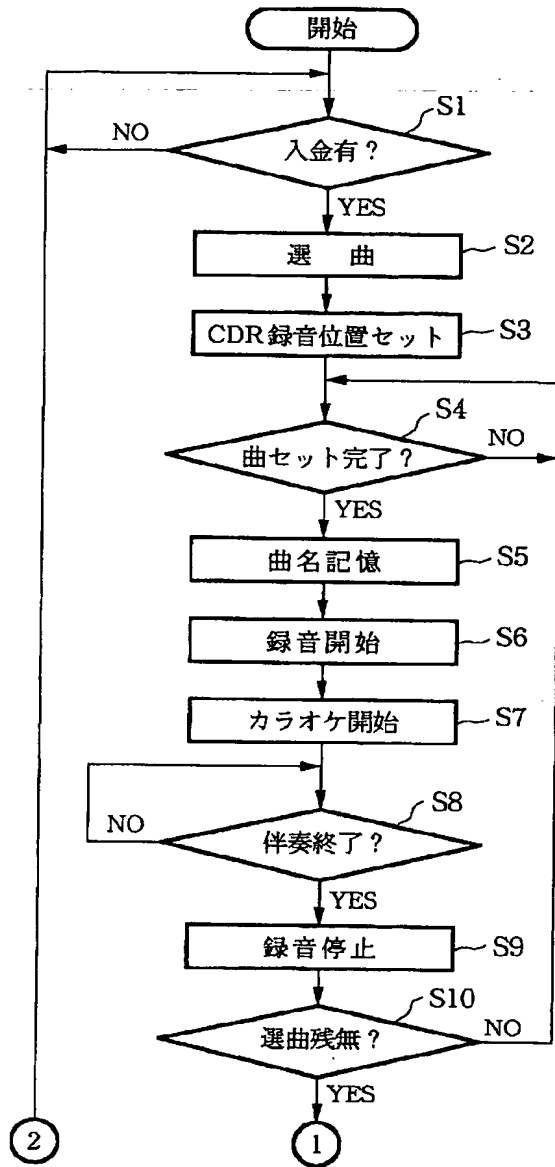 開始
S1
NO
入金有？
YES
選　曲
S2
CDR録音位置セット
S3
S4
NO
曲セット完了？
YES
曲名記憶
S5
録音開始
S6
カラオケ開始
S7
S8
NO
伴奏終了？
YES
録音停止
S9
S10
選曲残無？
NO
YES
2
1